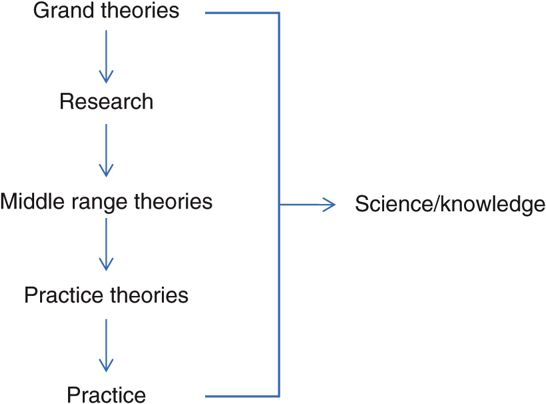 Grand theories
Research
Middle range theories
Science/knowledge
Practice theories
Practice